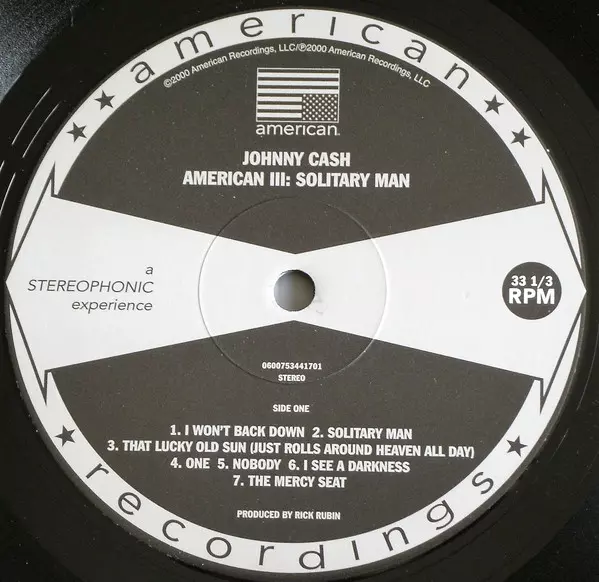 american
©2000 American Recordings, LLC/℗2000 American Recordings, LLC
american
JOHNNY CASH
AMERICAN III: SOLITARY MAN
a
STEREOPHONIC
experience
33 1/3
RPM
0600753441701
STEREO
SIDE ONE
1. I WON'T BACK DOWN 2. SOLITARY MAN
3. THAT LUCKY OLD SUN (JUST ROLLS AROUND HEAVEN ALL DAY)
4. ONE 5. NOBODY 6. I SEE A DARKNESS
7. THE MERCY SEAT
PRODUCED BY RICK RUBIN
recordings